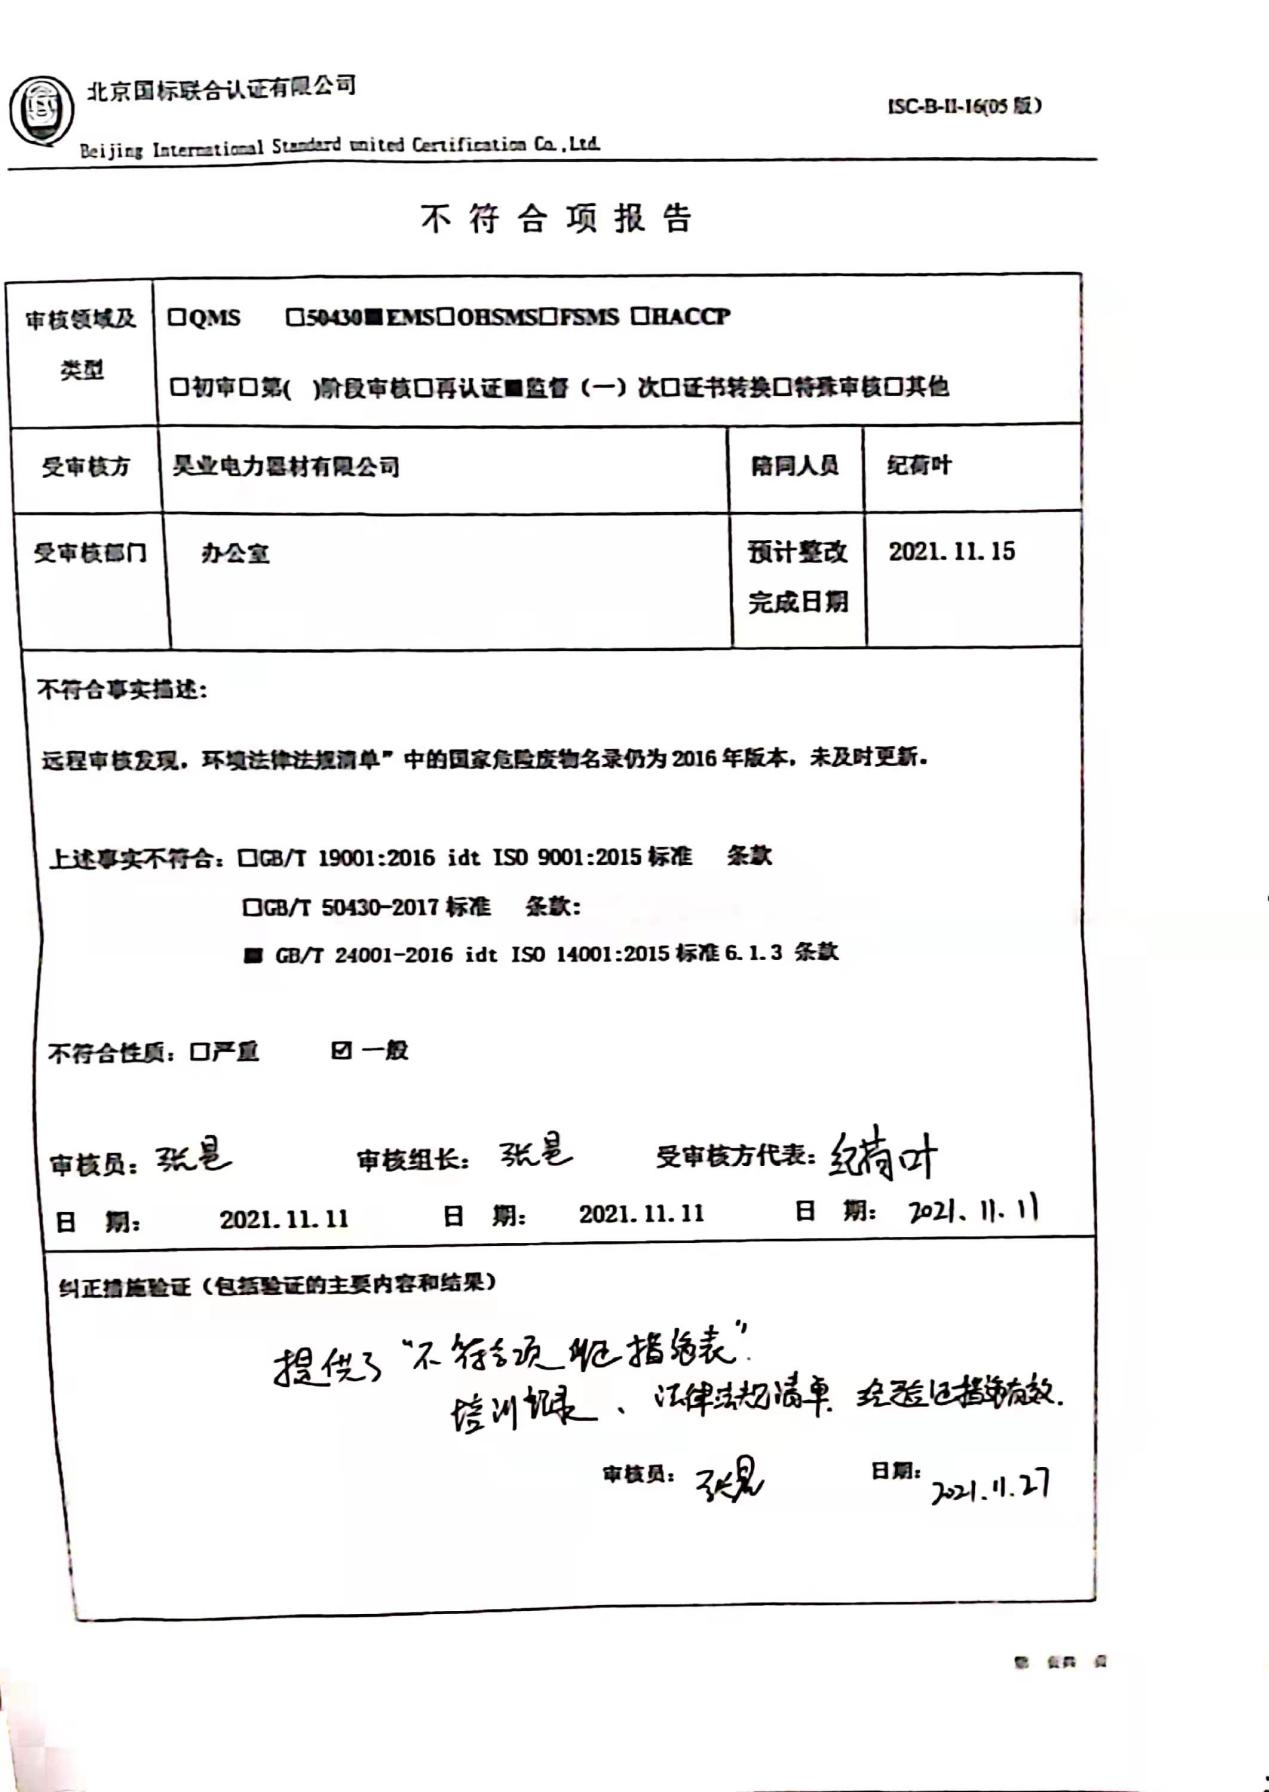 北京国标联合认证有限公司
ISC-B-II-16(05 版)
Beijing International Standard united Certification Co.,Ltd.
不符合项报告
审核领域及类型
□QMS □50430■EMS□OHSMS□FSMS □HACCP
□初审□第( )阶段审核□再认证■监督（一）次□证书转换□特殊审核□其他
受审核方 昊业电力器材有限公司 陪同人员 纪荷叶
受审核部门 办公室 预计整改完成日期 2021.11.15
不符合事实描述:
远程审核发现，环境法律法规清单”中的国家危险废物名录仍为 2016 年版本，未及时更新。
上述事实不符合：□GB/T 19001:2016 idt ISO 9001:2015 标准 条款
□GB/T 50430-2017 标准 条款:
■ GB/T 24001-2016 idt ISO 14001:2015 标准 6.1.3 条款
不符合性质：□严重 ☑ 一般
审核员: 张 审核组长: 张 受审核方代表: 纪荷叶
日 期: 2021.11.11 日 期: 2021.11.11 日 期: 2021.11.11
纠正措施验证（包括验证的主要内容和结果）
提供了“不符合项纠正措施表”.
培训记录、法律法规清单 经验证措施有效.
审核员: 张 日期: 2021.11.27